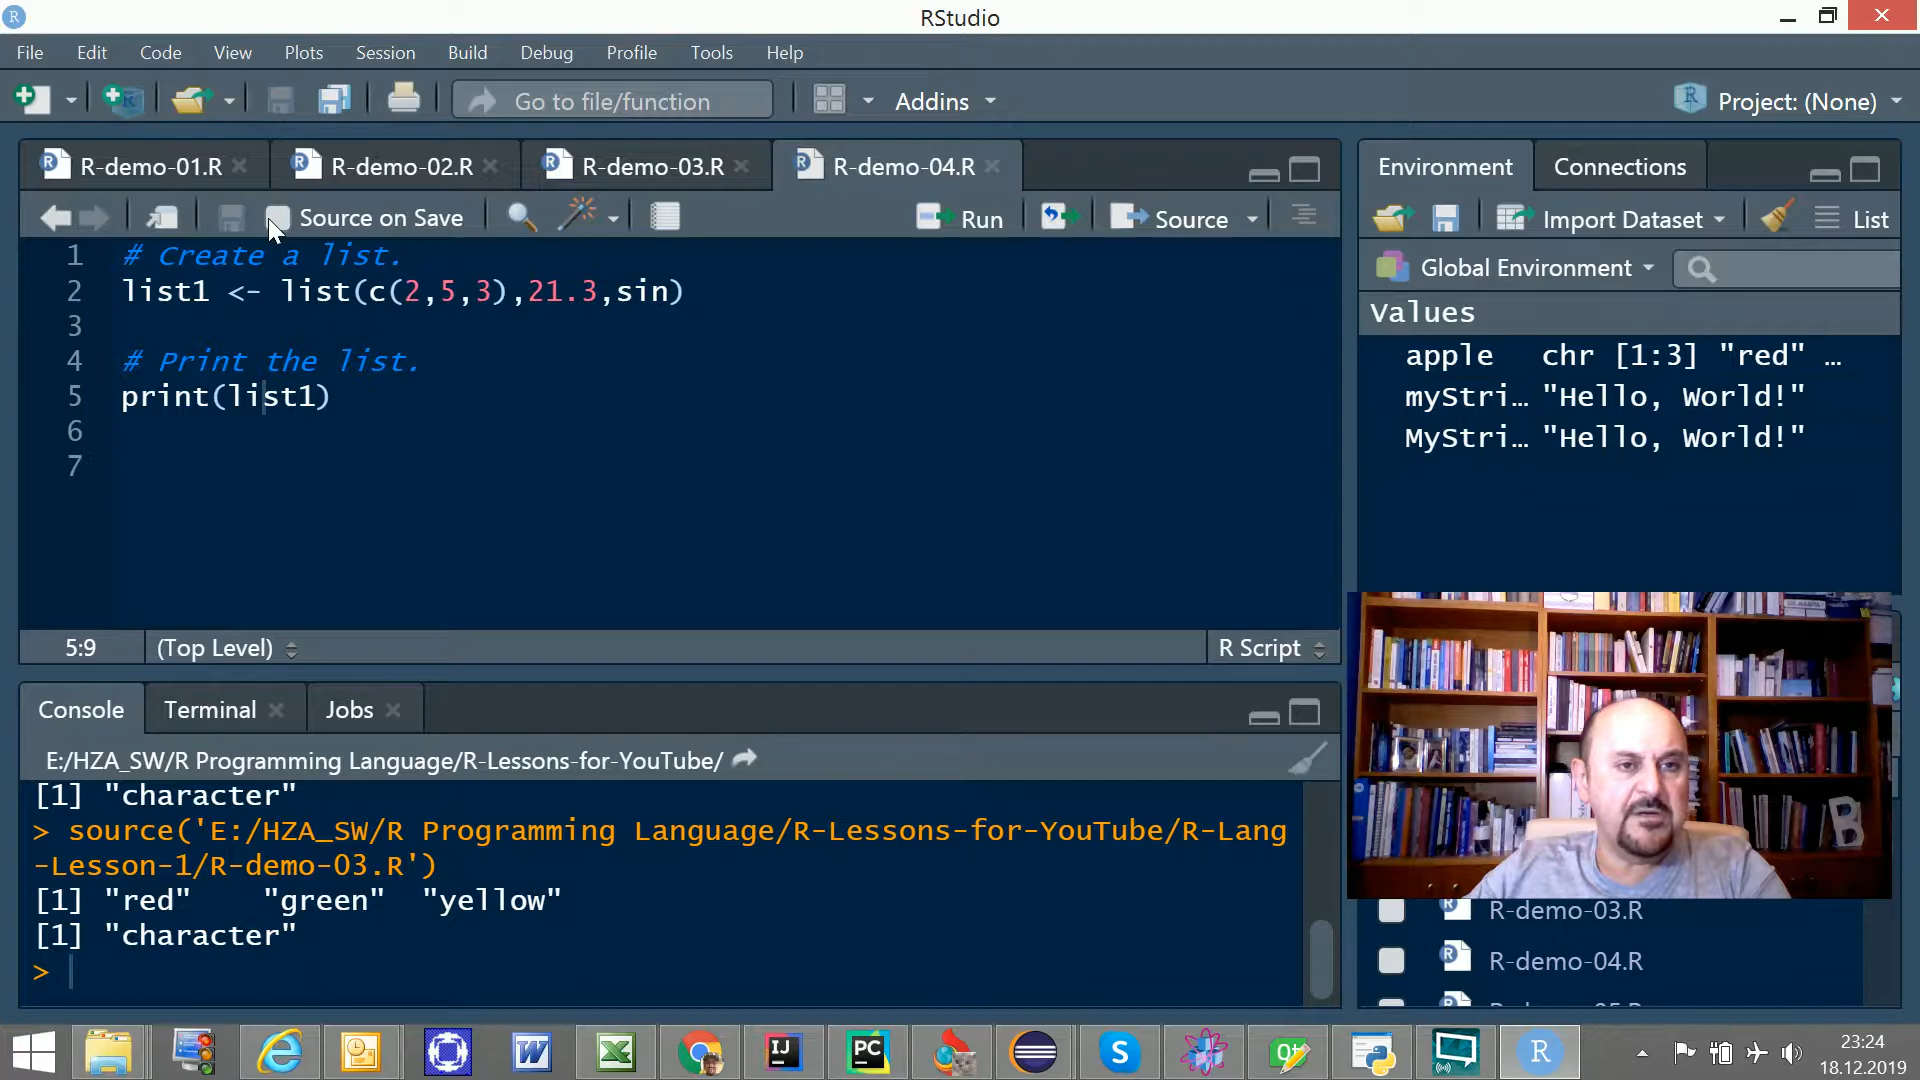 RStudio
File Edit Code View Plots Session Build Debug Profile Tools Help
Go to file/function Addins Project: (None)
R-demo-01.R R-demo-02.R R-demo-03.R R-demo-04.R
Source on Save Run Source
1 # Create a list.
2 list1 <- list(c(2,5,3),21.3,sin)
3
4 # Print the list.
5 print(list1)
6
7
5:9 (Top Level) R Script
Environment Connections
Import Dataset List
Global Environment
Values
apple chr [1:3] "red" …
myStri… "Hello, World!"
MyStri… "Hello, World!"
Console Terminal Jobs
E:/HZA_SW/R Programming Language/R-Lessons-for-YouTube/
[1] "character"
> source('E:/HZA_SW/R Programming Language/R-Lessons-for-YouTube/R-Lang
-Lesson-1/R-demo-03.R')
[1] "red" "green" "yellow"
[1] "character"
>
B
R-demo-03.R
R-demo-04.R
23:24
18.12.2019